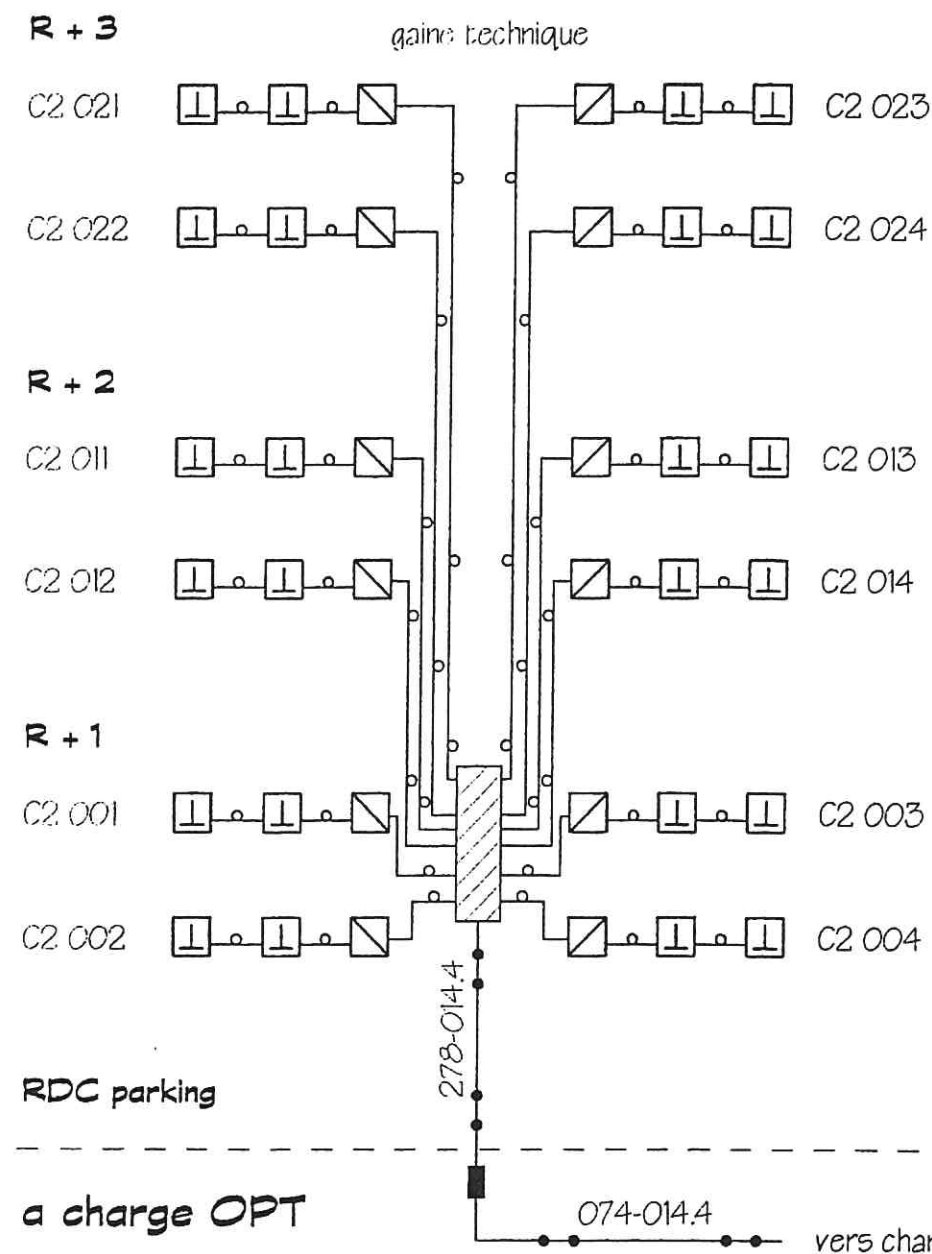 R + 3
gaine technique
C2 021
C2 023
C2 022
C2 024
R + 2
C2 011
C2 013
C2 012
C2 014
R + 1
C2 001
C2 003
C2 002
C2 004
278-014.4
RDC parking
a charge OPT
074-014.4
vers char